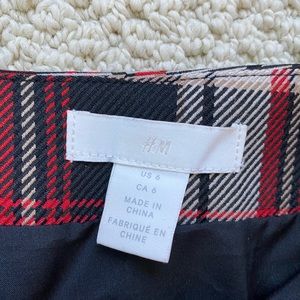 H&M
US 6
CA 6
MADE IN
CHINA
FABRIQUÉ EN
CHINE